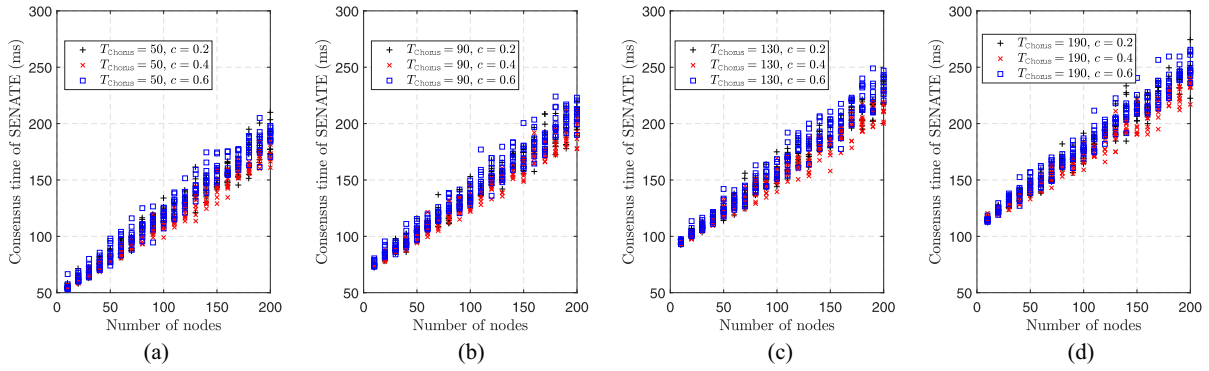 300
250
200
150
100
50
0
50
100
150
200
Consensus time of SENATE (ms)
Number of nodes
T_Chorus = 50, c = 0.2
T_Chorus = 50, c = 0.4
T_Chorus = 50, c = 0.6
(a)
300
250
200
150
100
50
0
50
100
150
200
Consensus time of SENATE (ms)
Number of nodes
T_Chorus = 90, c = 0.2
T_Chorus = 90, c = 0.4
T_Chorus = 90, c = 0.6
(b)
300
250
200
150
100
50
0
50
100
150
200
Consensus time of SENATE (ms)
Number of nodes
T_Chorus = 130, c = 0.2
T_Chorus = 130, c = 0.4
T_Chorus = 130, c = 0.6
(c)
300
250
200
150
100
50
0
50
100
150
200
Consensus time of SENATE (ms)
Number of nodes
T_Chorus = 190, c = 0.2
T_Chorus = 190, c = 0.4
T_Chorus = 190, c = 0.6
(d)